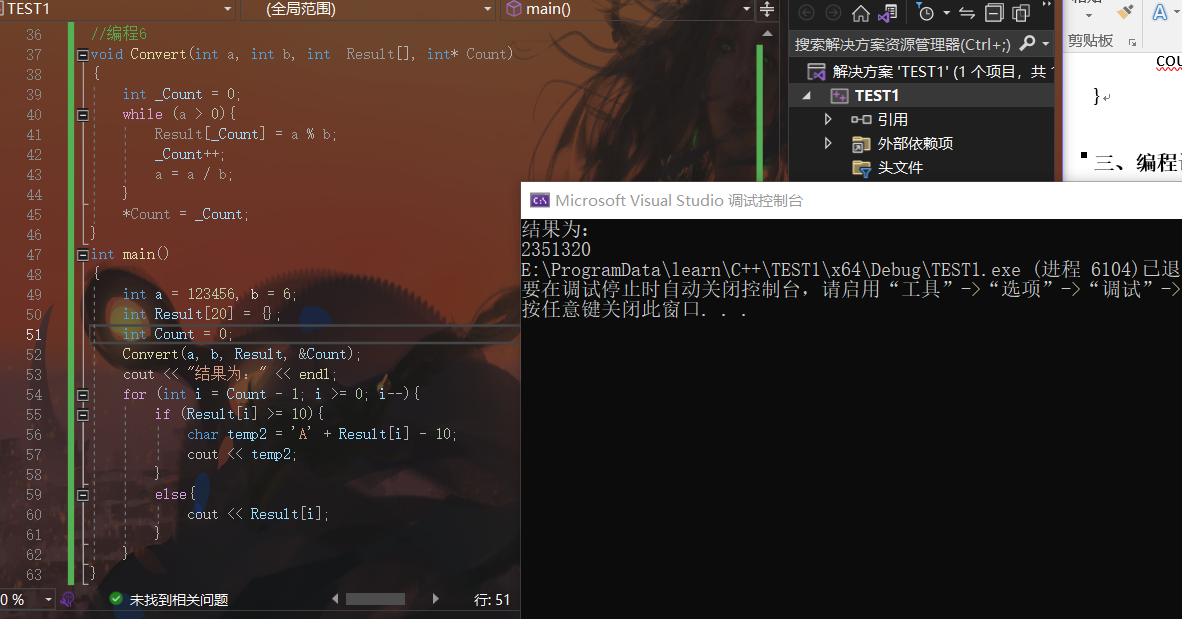 TEST1
(全局范围)
main()
36 //编程6
37 void Convert(int a, int b, int  Result[], int* Count)
38 {
39     int _Count = 0;
40     while (a > 0){
41         Result[_Count] = a % b;
42         _Count++;
43         a = a / b;
44     }
45     *Count = _Count;
46 }
47 int main()
48 {
49     int a = 123456, b = 6;
50     int Result[20] = {};
51     int Count = 0;
52     Convert(a, b, Result, &Count);
53     cout << "结果为：" << endl;
54     for (int i = Count - 1; i >= 0; i--){
55         if (Result[i] >= 10){
56             char temp2 = 'A' + Result[i] - 10;
57             cout << temp2;
58         }
59         else{
60             cout << Result[i];
61         }
62     }
63 }
0 %
未找到相关问题
行: 51
搜索解决方案资源管理器(Ctrl+;)
解决方案 'TEST1' (1 个项目，共 1
TEST1
引用
外部依赖项
头文件
剪贴板
A
cou
}
三、编程
Microsoft Visual Studio 调试控制台
结果为：
2351320
E:\ProgramData\learn\C++\TEST1\x64\Debug\TEST1.exe (进程 6104)已退
要在调试停止时自动关闭控制台，请启用“工具”->“选项”->“调试”->
按任意键关闭此窗口. . .